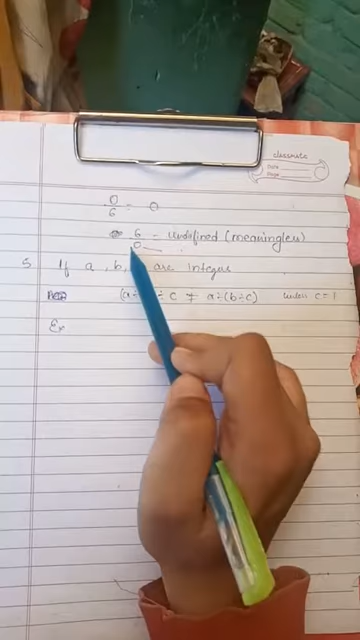 classmate
Date
Page
0/6 = 0
6/0 = undefined (meaningless)
5 If a, b, are integers
(a÷ ÷ c ≠ a÷(b÷c) unless c=1
Ex